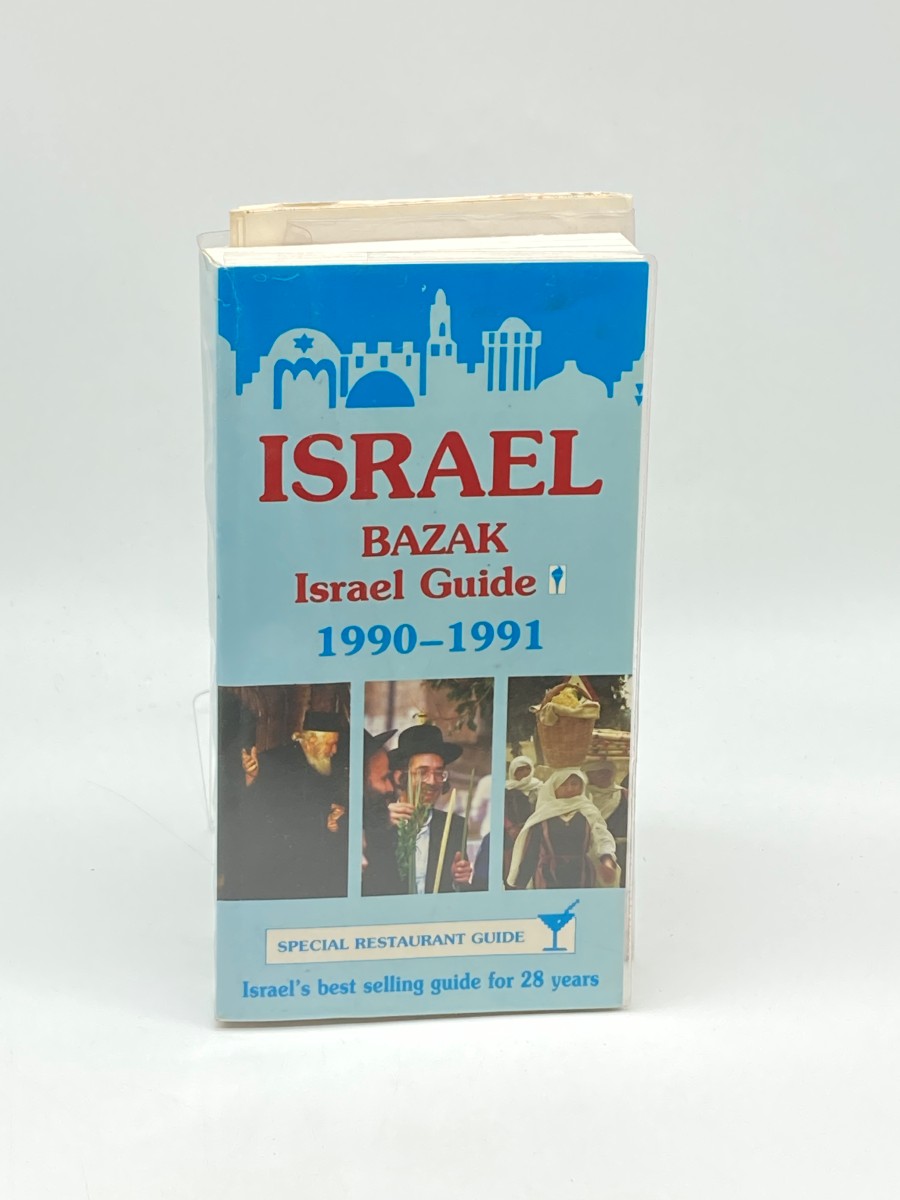 ISRAEL
BAZAK
Israel Guide
1990–1991
SPECIAL RESTAURANT GUIDE
Israel's best selling guide for 28 years